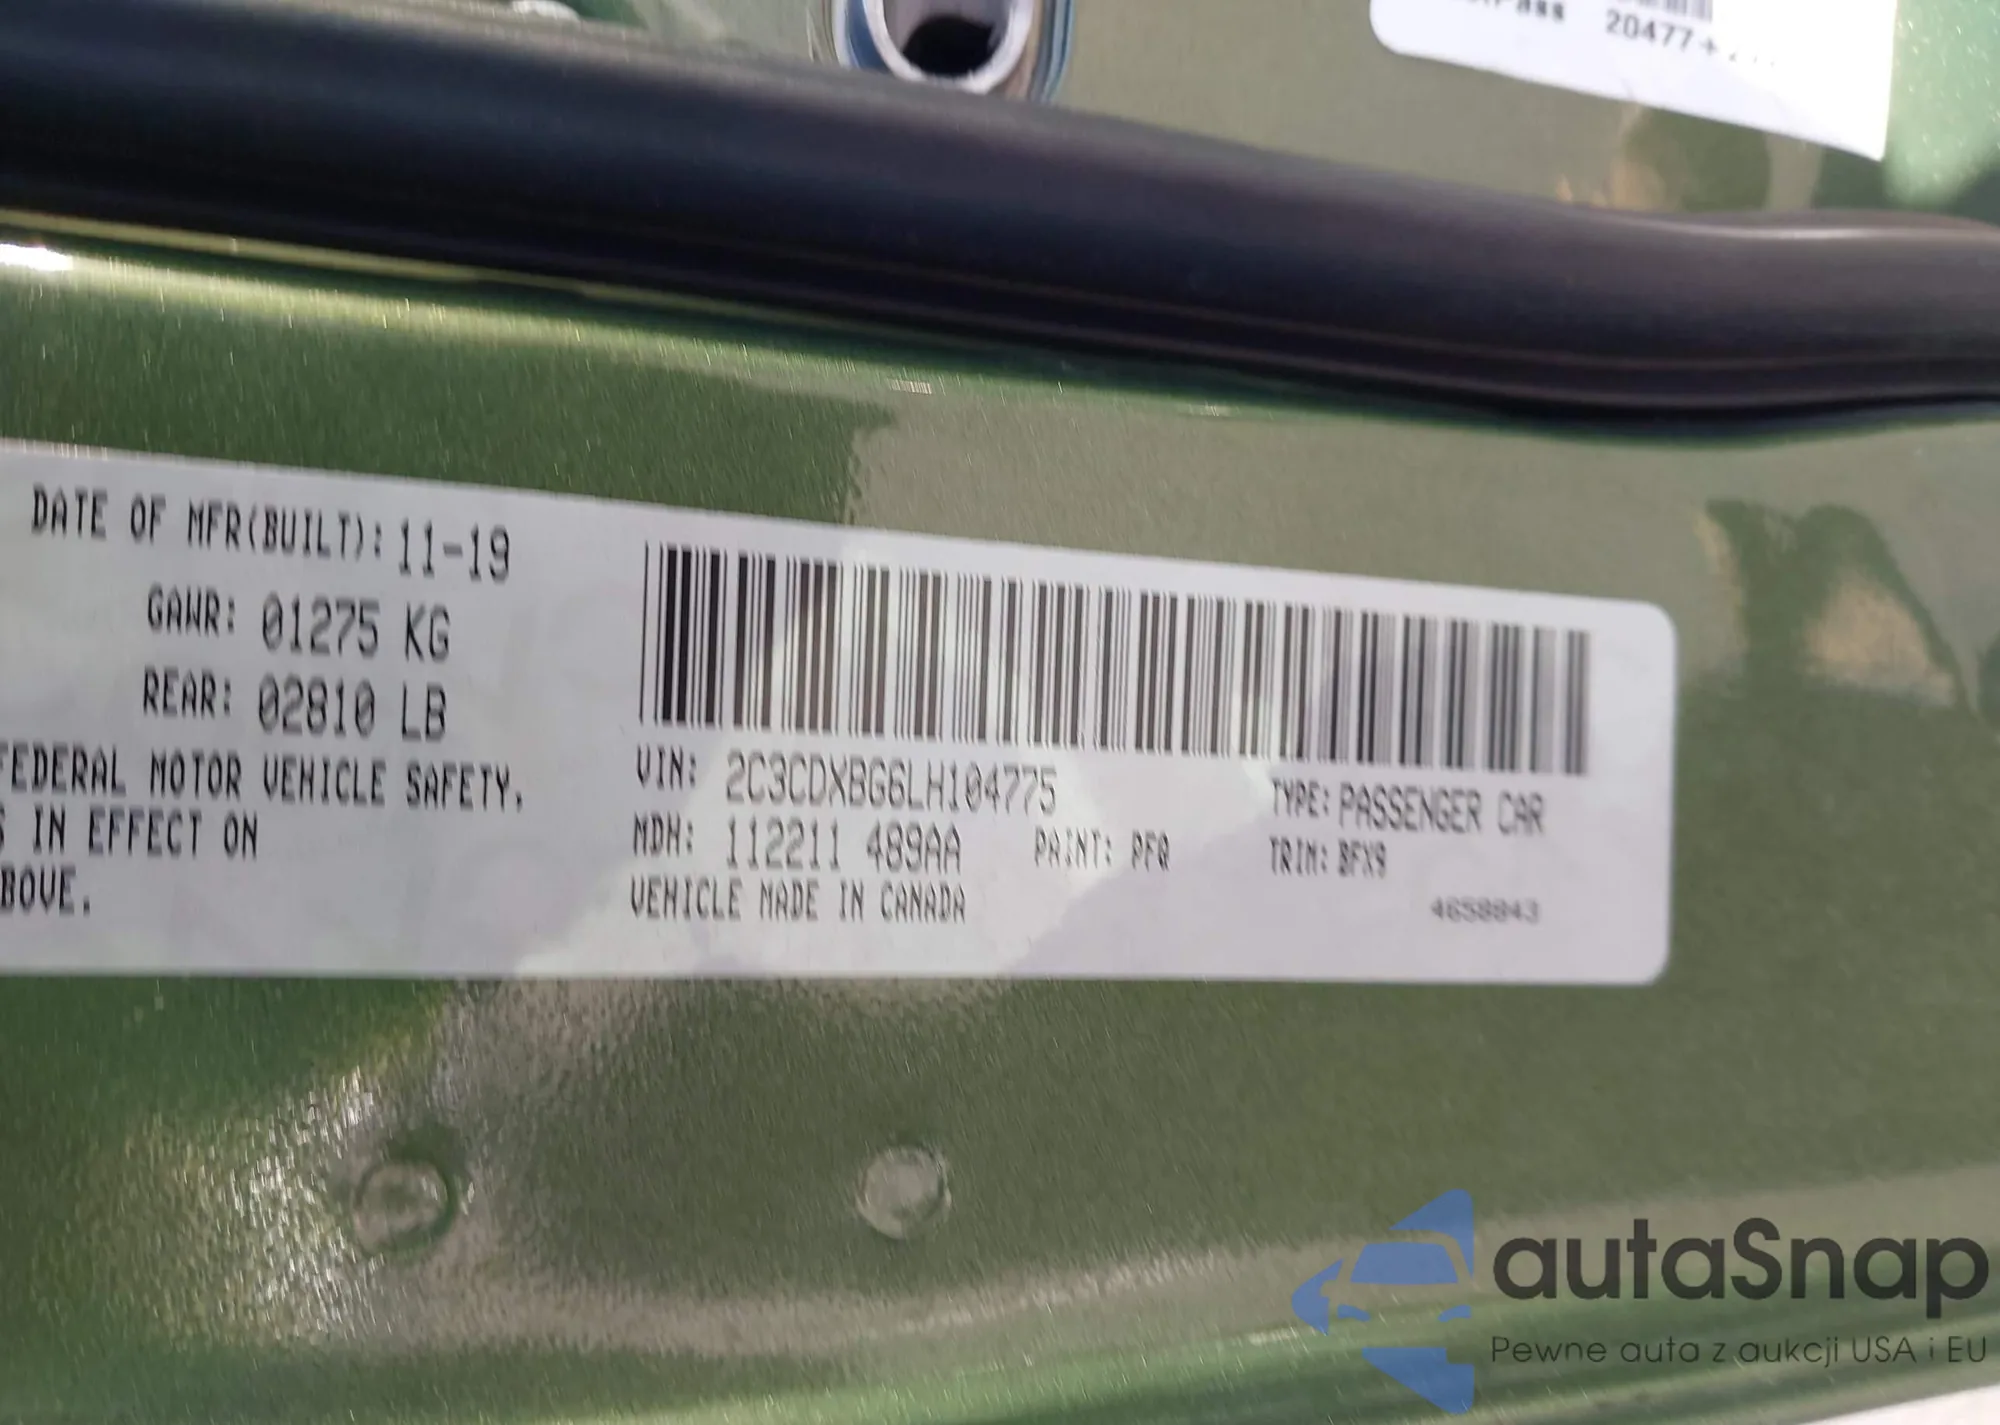 20477+
DATE OF MFR(BUILT): 11-19
GAWR: 01275 KG
REAR: 02810 LB
FEDERAL MOTOR VEHICLE SAFETY,
IN EFFECT ON
BOVE.
VIN: 2C3CDXBG6LH104775
TYPE: PASSENGER CAR
MDH: 112211 489AA
PAINT: PFQ
TRIM: BFX9
VEHICLE MADE IN CANADA
4658843
autaSnap
Pewne auta z aukcji USA i EU